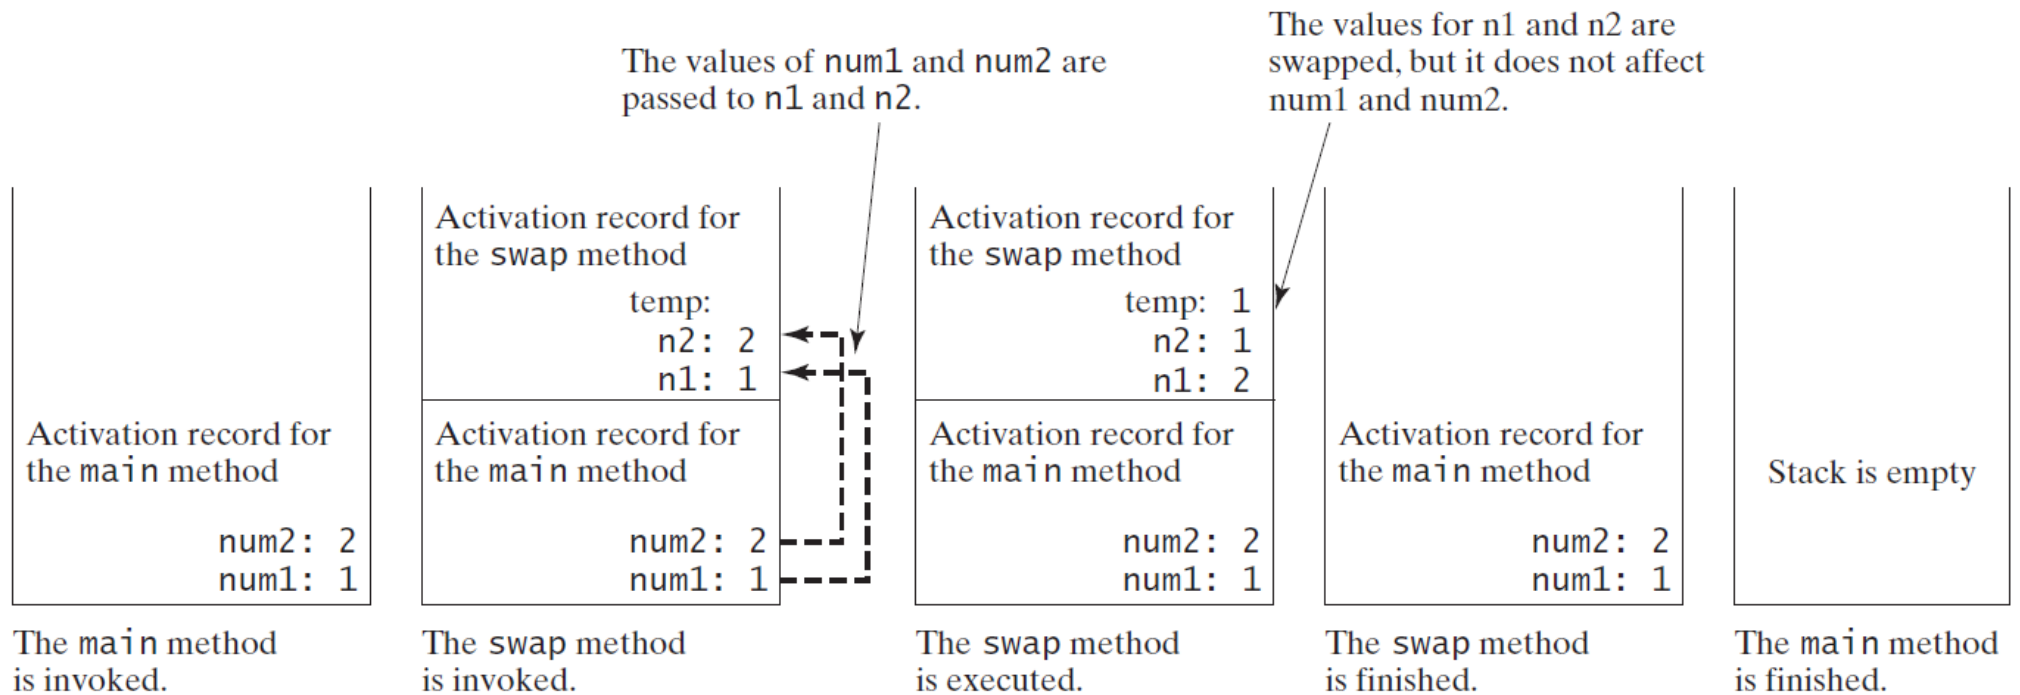 The values of num1 and num2 are
passed to n1 and n2.
The values for n1 and n2 are
swapped, but it does not affect
num1 and num2.
Activation record for
the main method
num2: 2
num1: 1
The main method
is invoked.
Activation record for
the swap method
temp:
n2: 2
n1: 1
Activation record for
the main method
num2: 2
num1: 1
The swap method
is invoked.
Activation record for
the swap method
temp: 1
n2: 1
n1: 2
Activation record for
the main method
num2: 2
num1: 1
The swap method
is executed.
Activation record for
the main method
num2: 2
num1: 1
The swap method
is finished.
Stack is empty
The main method
is finished.